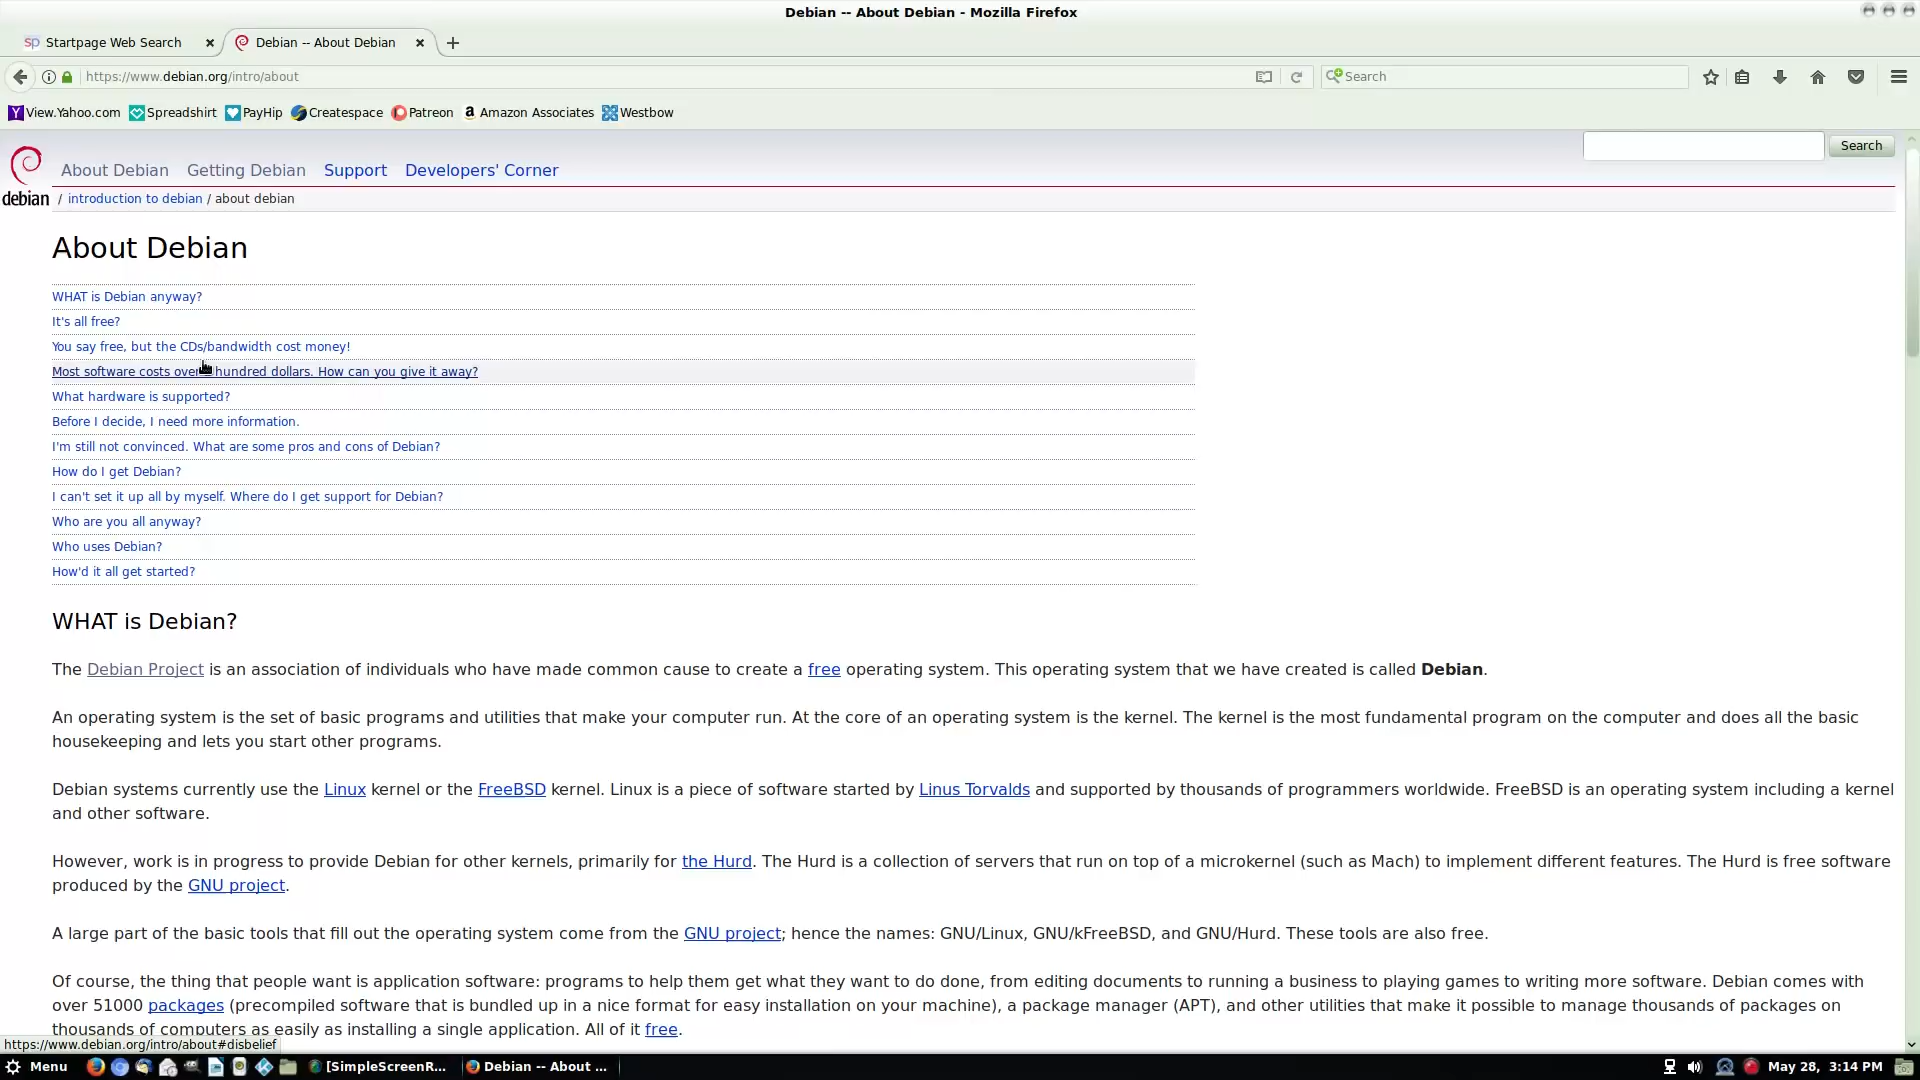 Debian -- About Debian - Mozilla Firefox
sp Startpage Web Search
Debian -- About Debian
https://www.debian.org/intro/about
Search
View.Yahoo.com Spreadshirt PayHip Createspace Patreon Amazon Associates Westbow
Search
debian
About Debian Getting Debian Support Developers' Corner
/ introduction to debian / about debian
About Debian
WHAT is Debian anyway?
It's all free?
You say free, but the CDs/bandwidth cost money!
Most software costs over hundred dollars. How can you give it away?
What hardware is supported?
Before I decide, I need more information.
I'm still not convinced. What are some pros and cons of Debian?
How do I get Debian?
I can't set it up all by myself. Where do I get support for Debian?
Who are you all anyway?
Who uses Debian?
How'd it all get started?
WHAT is Debian?
The Debian Project is an association of individuals who have made common cause to create a free operating system. This operating system that we have created is called Debian.
An operating system is the set of basic programs and utilities that make your computer run. At the core of an operating system is the kernel. The kernel is the most fundamental program on the computer and does all the basic
housekeeping and lets you start other programs.
Debian systems currently use the Linux kernel or the FreeBSD kernel. Linux is a piece of software started by Linus Torvalds and supported by thousands of programmers worldwide. FreeBSD is an operating system including a kernel
and other software.
However, work is in progress to provide Debian for other kernels, primarily for the Hurd. The Hurd is a collection of servers that run on top of a microkernel (such as Mach) to implement different features. The Hurd is free software
produced by the GNU project.
A large part of the basic tools that fill out the operating system come from the GNU project; hence the names: GNU/Linux, GNU/kFreeBSD, and GNU/Hurd. These tools are also free.
Of course, the thing that people want is application software: programs to help them get what they want to do done, from editing documents to running a business to playing games to writing more software. Debian comes with
over 51000 packages (precompiled software that is bundled up in a nice format for easy installation on your machine), a package manager (APT), and other utilities that make it possible to manage thousands of packages on
thousands of computers as easily as installing a single application. All of it free.
https://www.debian.org/intro/about#disbelief
Menu [SimpleScreenR... Debian -- About ... May 28, 3:14 PM